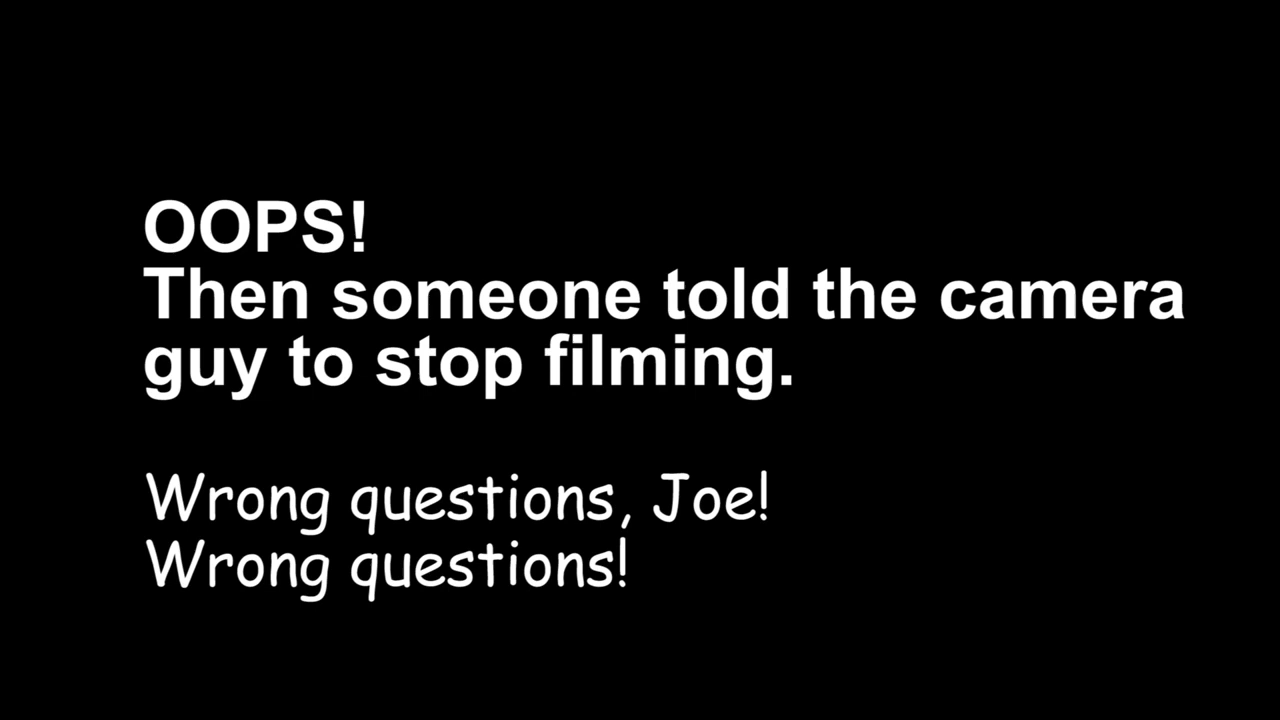 OOPS!
Then someone told the camera
guy to stop filming.
Wrong questions, Joe!
Wrong questions!